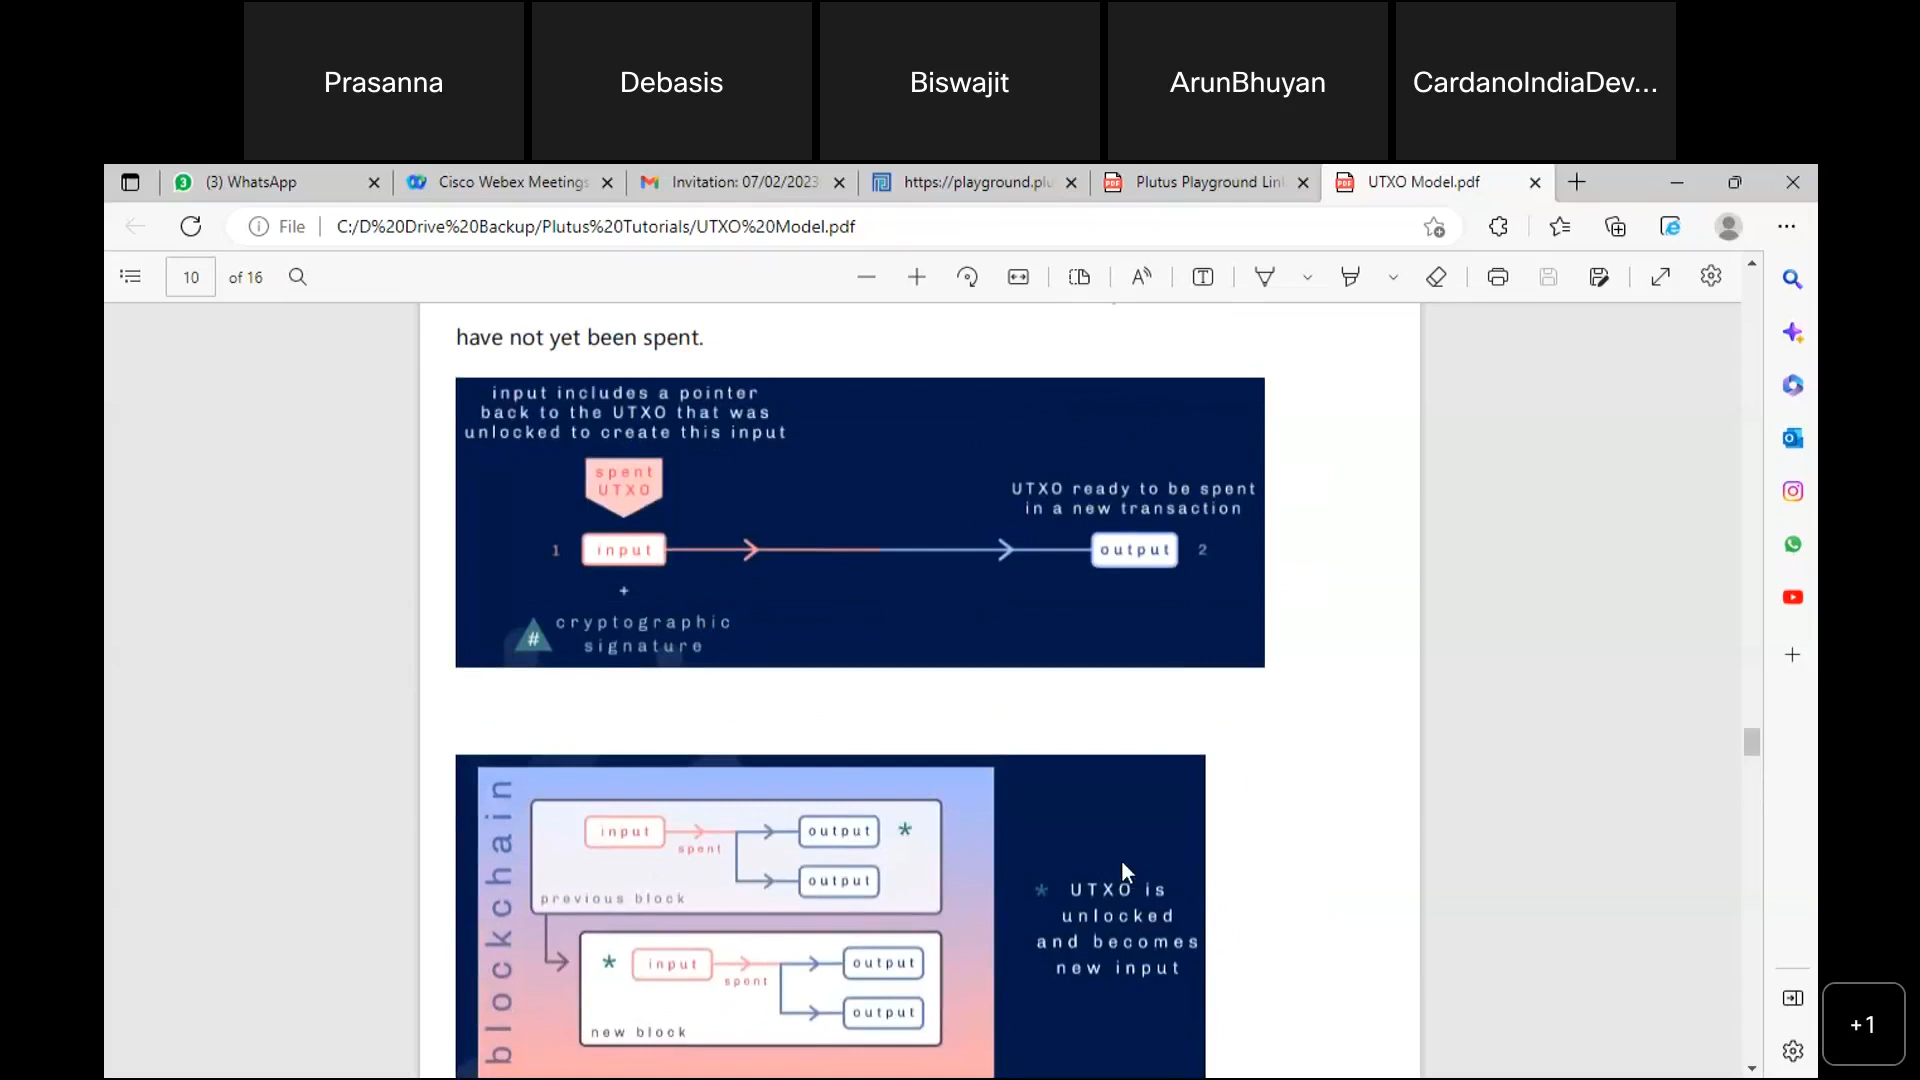 Prasanna
Debasis
Biswajit
ArunBhuyan
CardanoIndiaDev...
3
(3) WhatsApp
Cisco Webex Meetings
Invitation: 07/02/2023
https://playground.plu
Plutus Playground Lin
UTXO Model.pdf
File
C:/D%20Drive%20Backup/Plutus%20Tutorials/UTXO%20Model.pdf
10
of 16
have not yet been spent.
input includes a pointer
back to the UTXO that was
unlocked to create this input
spent
UTXO
UTXO ready to be spent
in a new transaction
1
input
output
2
+
#
cryptographic
signature
blockchain
input
spent
output
*
output
previous block
*
input
spent
output
output
new block
* UTXO is
unlocked
and becomes
new input
+1